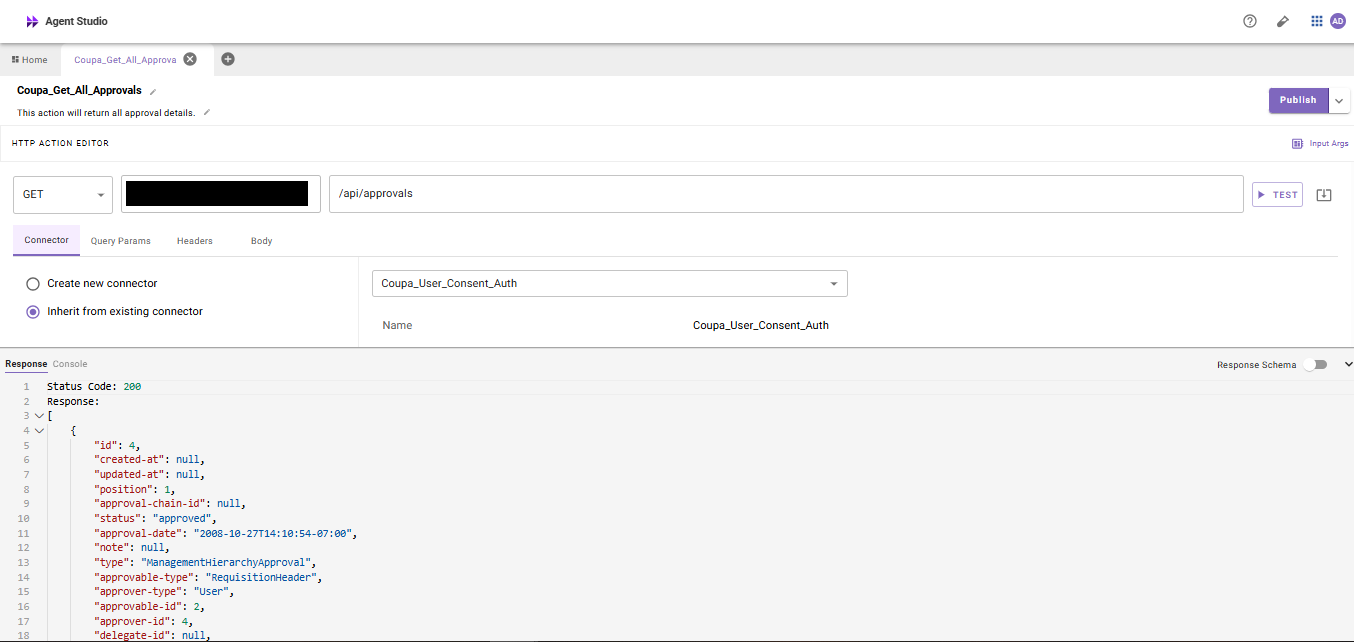 Agent Studio
AD
Home
Coupa_Get_All_Approva
Coupa_Get_All_Approvals
This action will return all approval details.
Publish
HTTP ACTION EDITOR
Input Args
GET
/api/approvals
TEST
Connector Query Params Headers Body
Create new connector
Inherit from existing connector
Coupa_User_Consent_Auth
Name Coupa_User_Consent_Auth
Response Console
Response Schema
1 Status Code: 200
2 Response:
3 [
4 {
5 "id": 4,
6 "created-at": null,
7 "updated-at": null,
8 "position": 1,
9 "approval-chain-id": null,
10 "status": "approved",
11 "approval-date": "2008-10-27T14:10:54-07:00",
12 "note": null,
13 "type": "ManagementHierarchyApproval",
14 "approvable-type": "RequisitionHeader",
15 "approver-type": "User",
16 "approvable-id": 2,
17 "approver-id": 4,
18 "delegate-id": null,